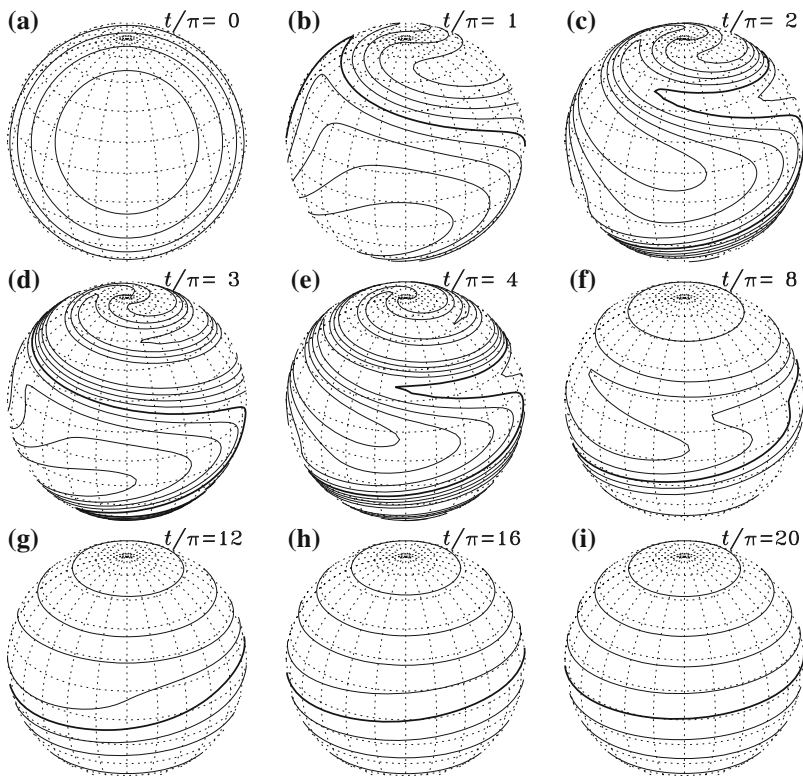 (a) t/π= 0 (b) t/π= 1 (c) t/π= 2
(d) t/π= 3 (e) t/π= 4 (f) t/π= 8
(g) t/π=12 (h) t/π=16 (i) t/π=20